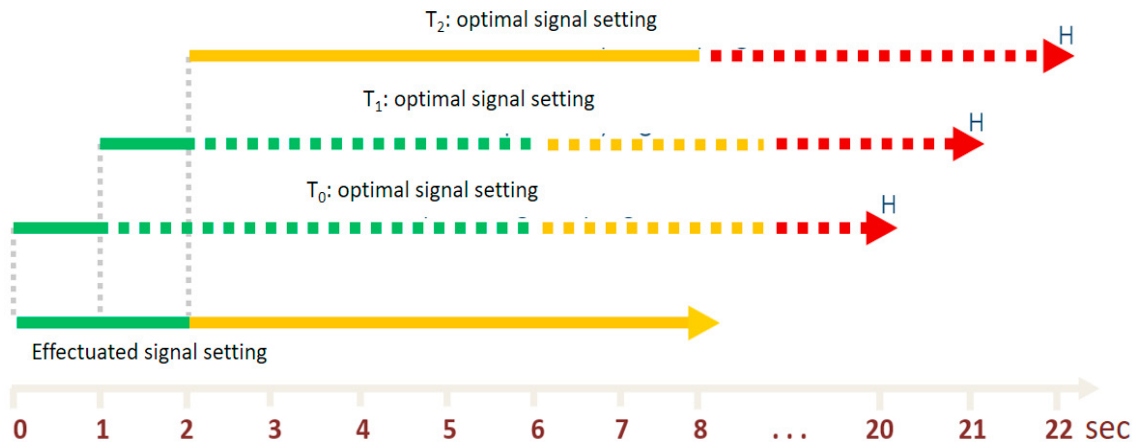 T₂: optimal signal setting
H
T₁: optimal signal setting
H
T₀: optimal signal setting
H
Effectuated signal setting
0 1 2 3 4 5 6 7 8 ... 20 21 22 sec